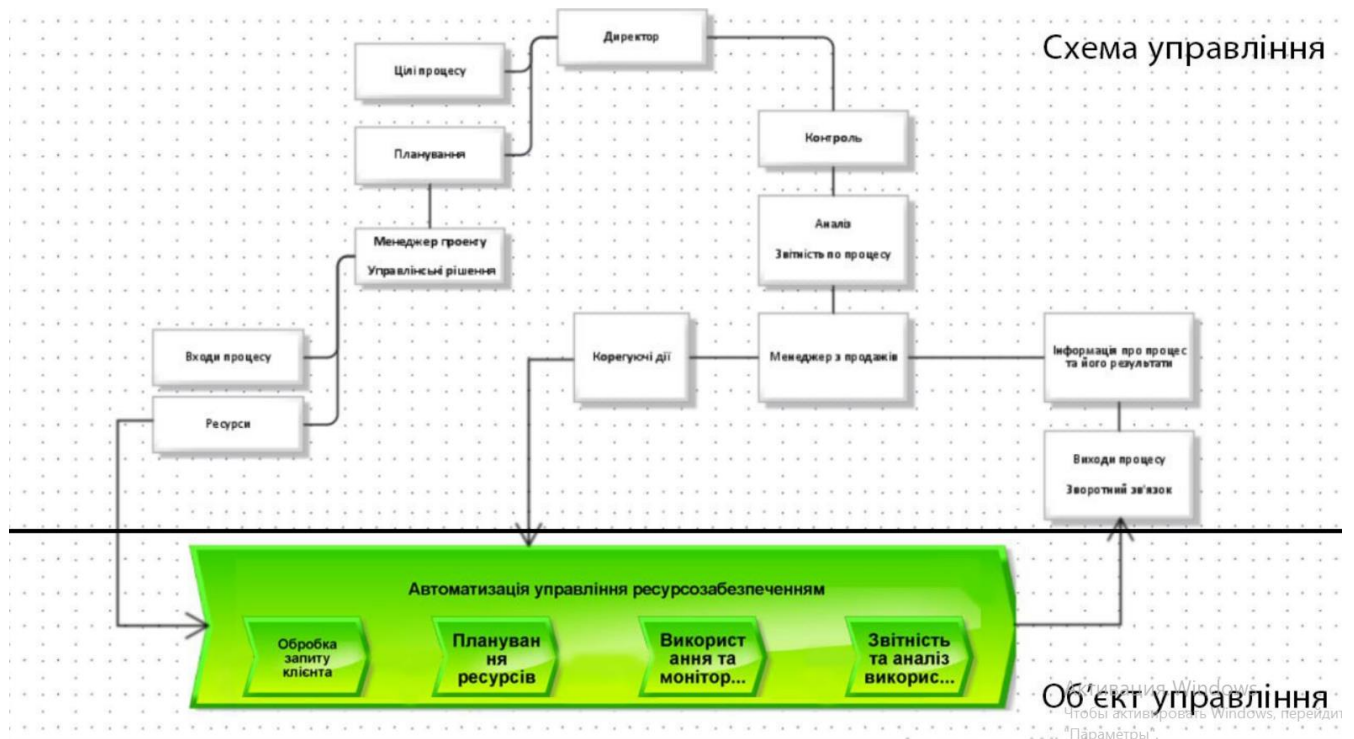 Директор
Схема управління
Цілі процесу
Контроль
Планування
Аналіз
Звітність по процесу
Менеджер проекту
Управлінські рішення
Входи процесу
Корегуючі дії
Менеджер з продажів
Інформація про процес
та його результати
Ресурси
Виходи процесу
Зворотний зв'язок
Автоматизація управління ресурсозабезпеченням
Обробка
запиту
клієнта
Плануван
ня
ресурсів
Використ
ання та
монітор...
Звітність
та аналіз
викорис...
Об'єкт управління
Активация Windows
Чтобы активировать Windows, перейдит
"Параметры".